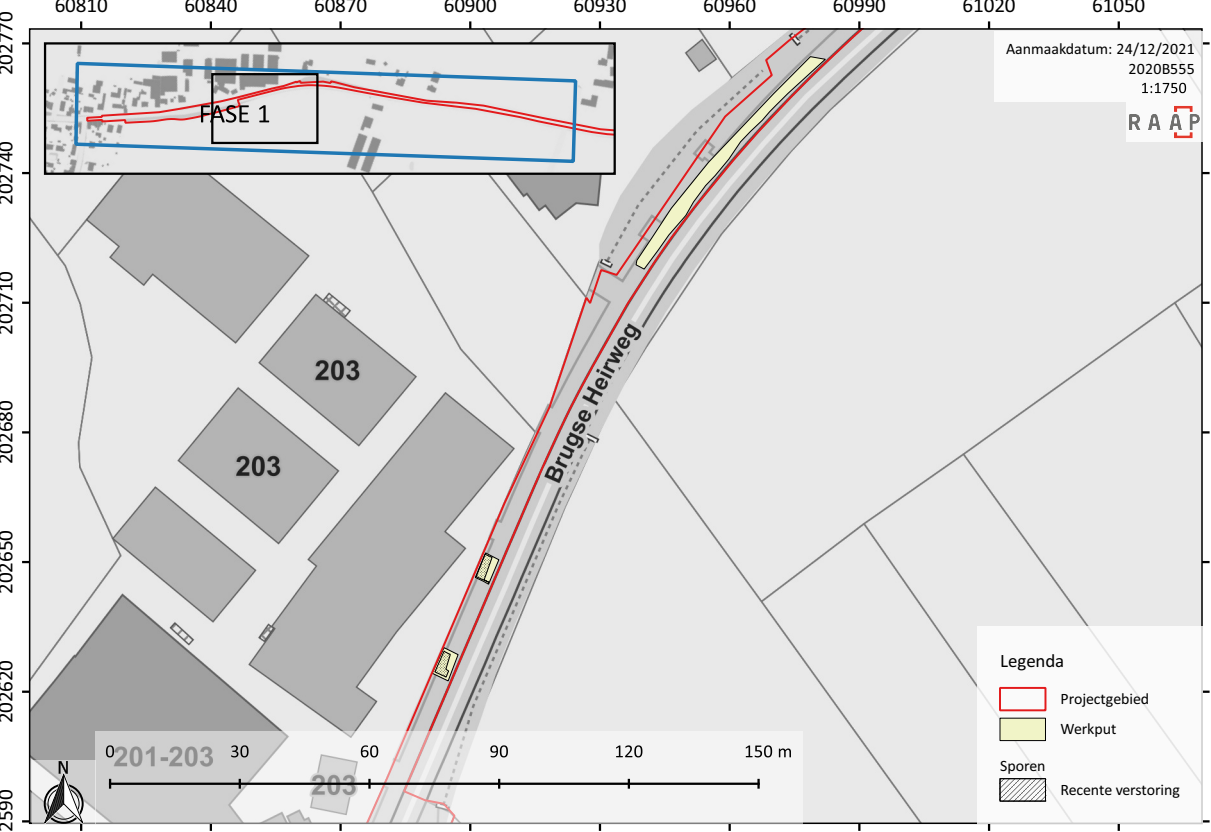 60810 60840 60870 60900 60930 60960 60990 61020 61050
202770
202740
202710
202680
202650
202620
202590
FASE 1
Aanmaakdatum: 24/12/2021
2020B555
1:1750
RAAP
203
203
Brugse Heirweg
201-203
203
0 30 60 90 120 150 m
N
Legenda
Projectgebied
Werkput
Sporen
Recente verstoring